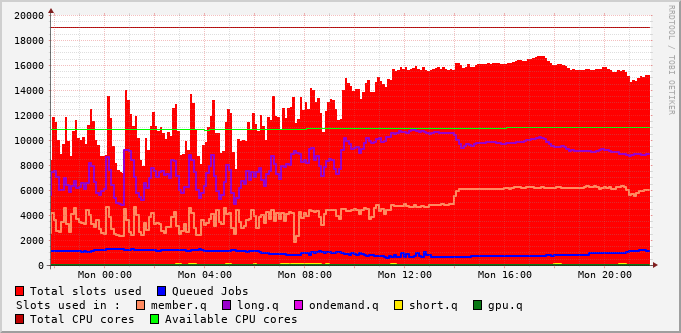 20000
18000
16000
14000
12000
10000
8000
6000
4000
2000
0
Mon 00:00 Mon 04:00 Mon 08:00 Mon 12:00 Mon 16:00 Mon 20:00
RRDTOOL / TOBI OETIKER
Total slots used Queued Jobs
Slots used in : member.q long.q ondemand.q short.q gpu.q
Total CPU cores Available CPU cores